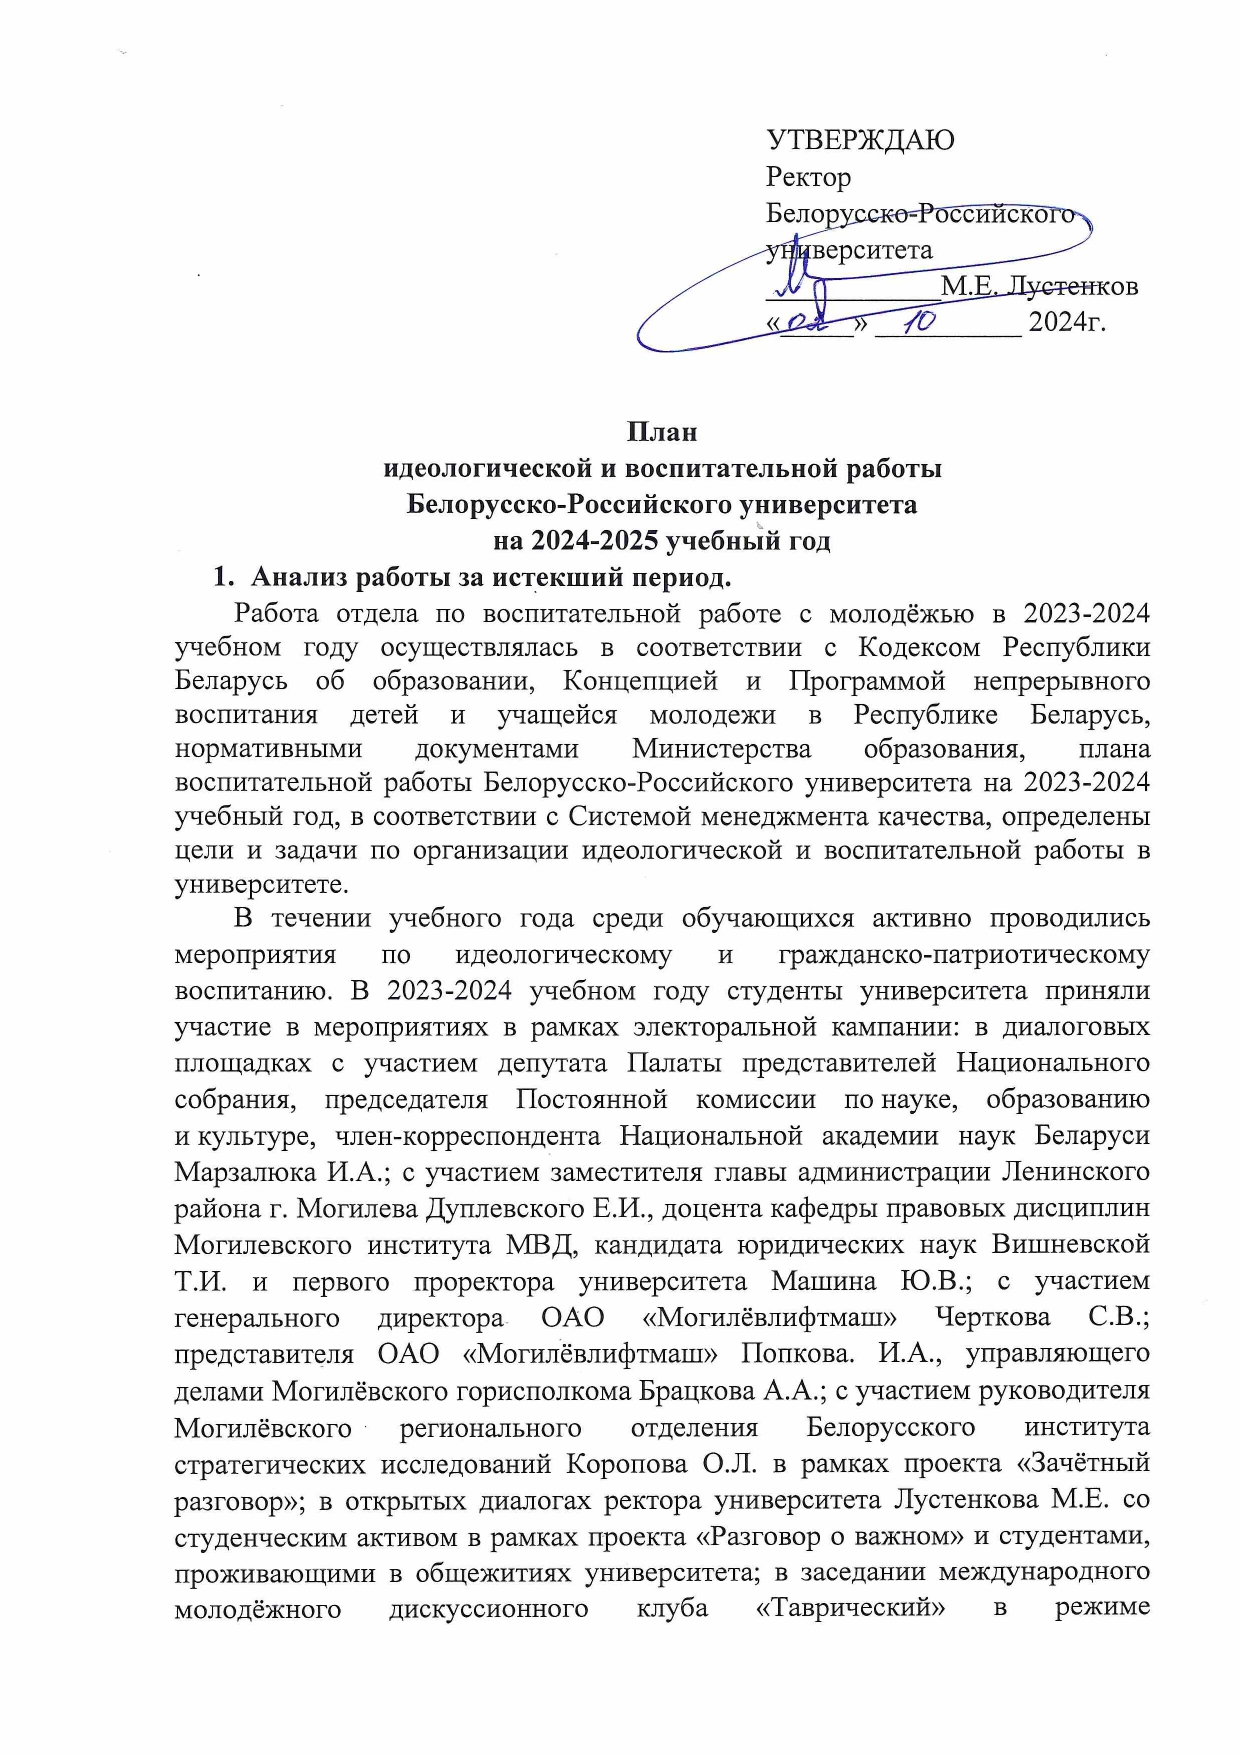 УТВЕРЖДАЮ
Ректор
Белорусско-Российского
университета
____________М.Е. Лустенков
«02» 10 2024г.
План
идеологической и воспитательной работы
Белорусско-Российского университета
на 2024-2025 учебный год
1. Анализ работы за истекший период.
Работа отдела по воспитательной работе с молодёжью в 2023-2024
учебном году осуществлялась в соответствии с Кодексом Республики
Беларусь об образовании, Концепцией и Программой непрерывного
воспитания детей и учащейся молодежи в Республике Беларусь,
нормативными документами Министерства образования, плана
воспитательной работы Белорусско-Российского университета на 2023-2024
учебный год, в соответствии с Системой менеджмента качества, определены
цели и задачи по организации идеологической и воспитательной работы в
университете.
В течении учебного года среди обучающихся активно проводились
мероприятия по идеологическому и гражданско-патриотическому
воспитанию. В 2023-2024 учебном году студенты университета приняли
участие в мероприятиях в рамках электоральной кампании: в диалоговых
площадках с участием депутата Палаты представителей Национального
собрания, председателя Постоянной комиссии по науке, образованию
и культуре, член-корреспондента Национальной академии наук Беларуси
Марзалюка И.А.; с участием заместителя главы администрации Ленинского
района г. Могилева Дуплевского Е.И., доцента кафедры правовых дисциплин
Могилевского института МВД, кандидата юридических наук Вишневской
Т.И. и первого проректора университета Машина Ю.В.; с участием
генерального директора ОАО «Могилёвлифтмаш» Черткова С.В.;
представителя ОАО «Могилёвлифтмаш» Попкова. И.А., управляющего
делами Могилёвского горисполкома Брацкова А.А.; с участием руководителя
Могилёвского регионального отделения Белорусского института
стратегических исследований Коропова О.Л. в рамках проекта «Зачётный
разговор»; в открытых диалогах ректора университета Лустенкова М.Е. со
студенческим активом в рамках проекта «Разговор о важном» и студентами,
проживающими в общежитиях университета; в заседании международного
молодёжного дискуссионного клуба «Таврический» в режиме